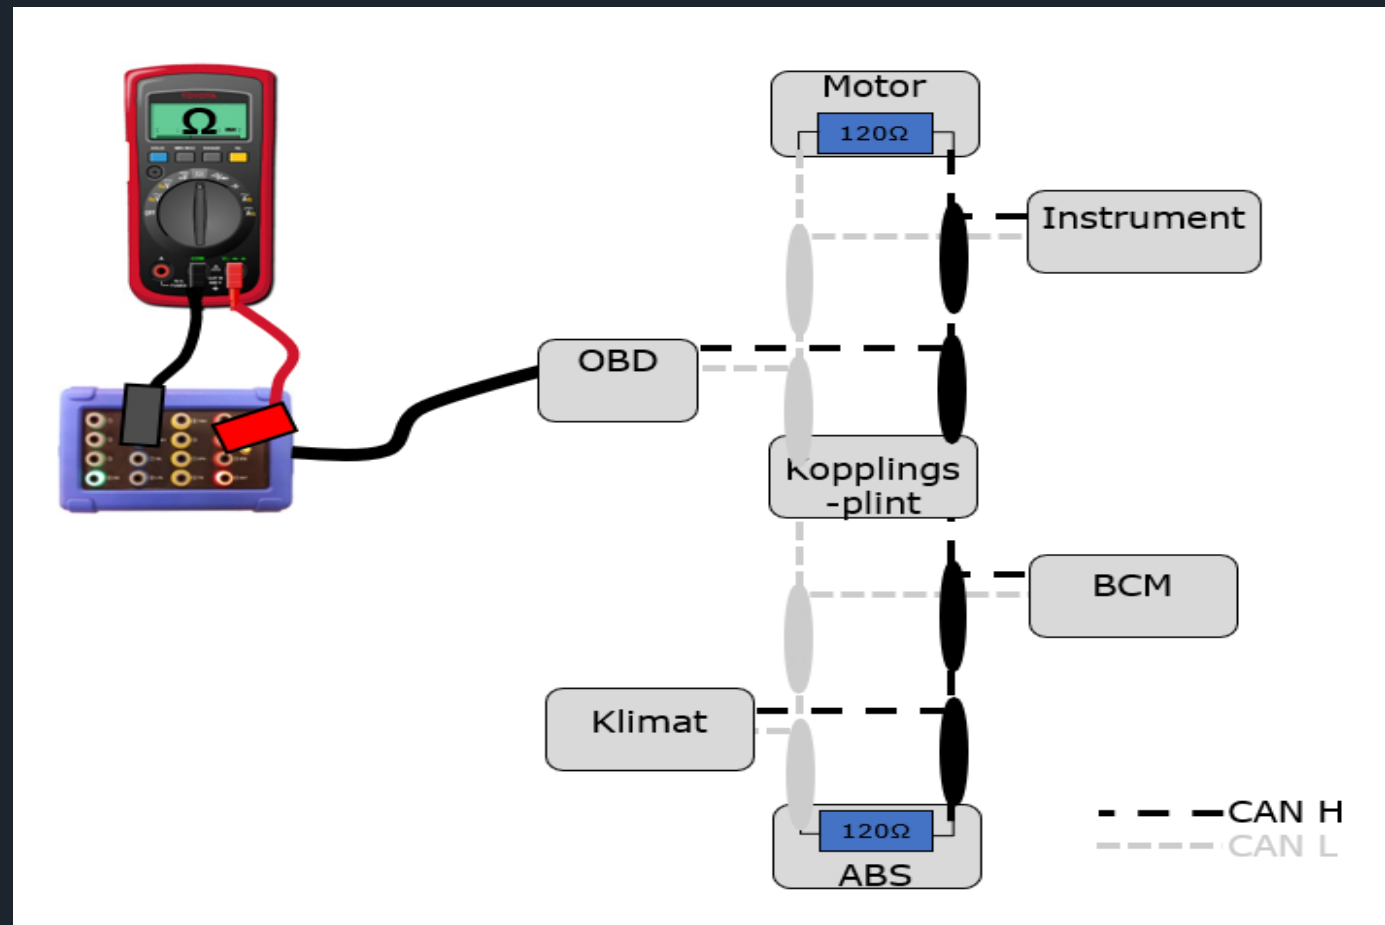 Motor
120Ω
Ω
Instrument
OBD
Kopplings
-plint
BCM
Klimat
120Ω
ABS
CAN H
CAN L